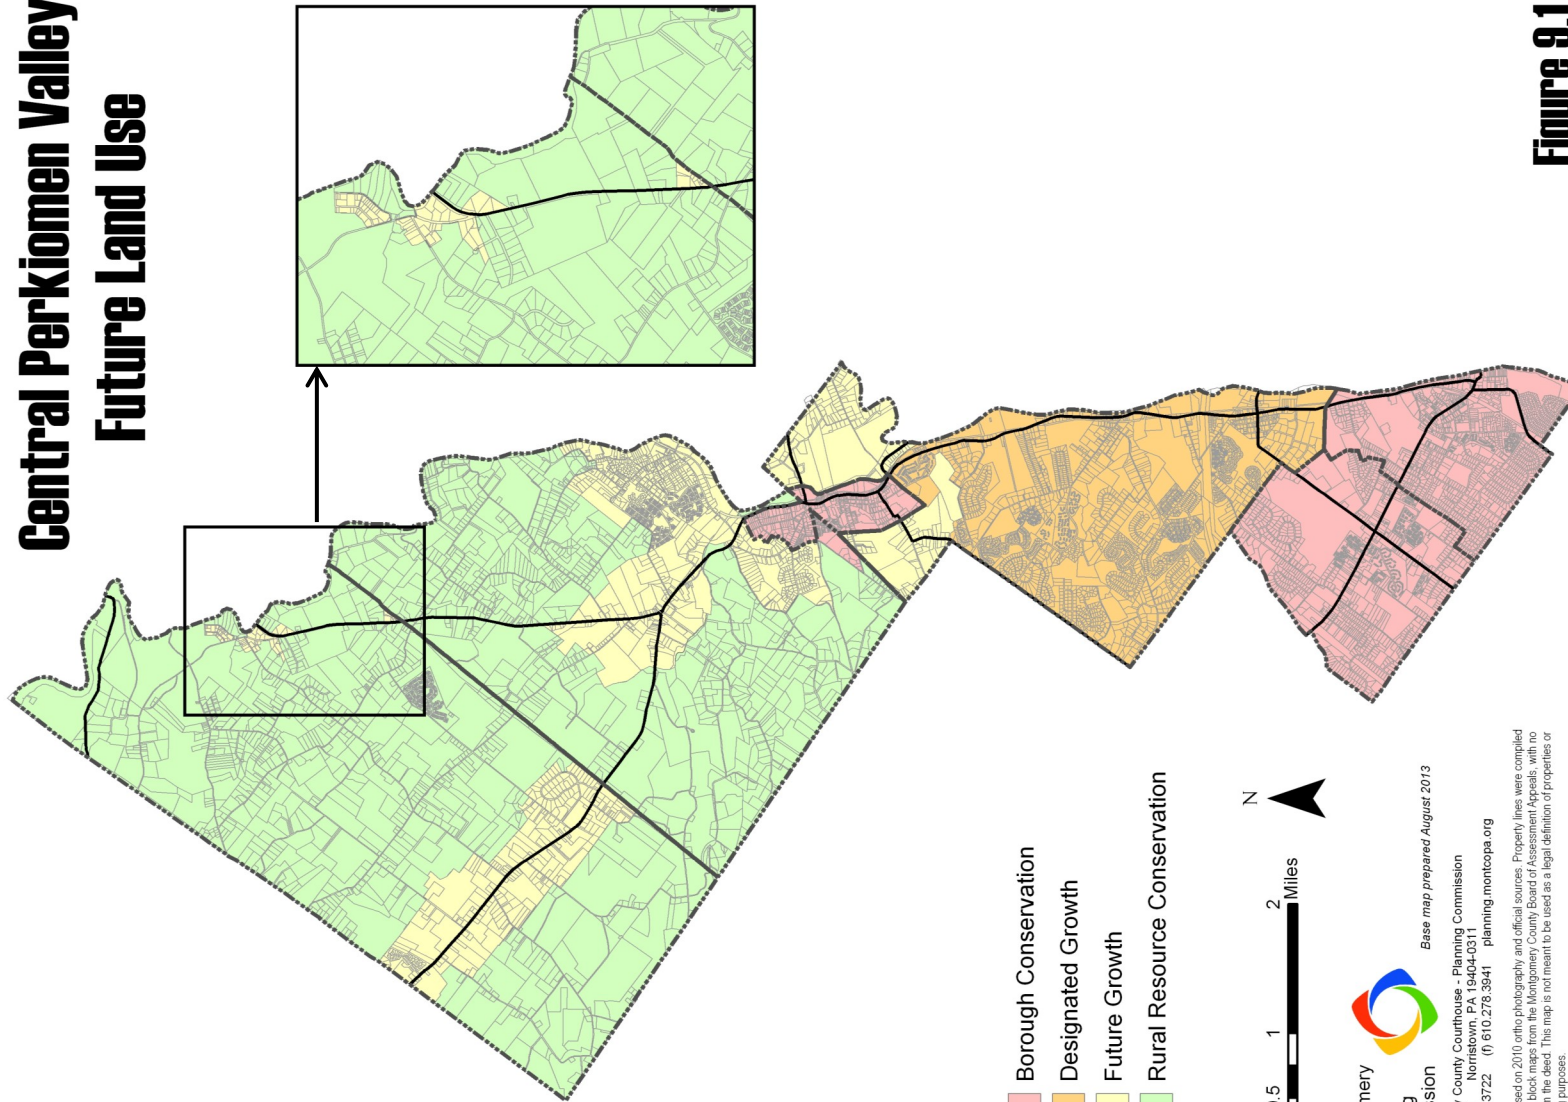 Central Perkiomen Valley
Future Land Use
Borough Conservation
Designated Growth
Future Growth
Rural Resource Conservation
N
1
2
Miles
Base map prepared August 2013
County Courthouse - Planning Commission
Norristown, PA 19404-0311
3722 (f) 610.278.3941 planning.montcopa.org
on 2010 ortho photography and official sources. Property lines were compiled
block maps from the Montgomery County Board of Assessment Appeals, with no
the deed. This map is not meant to be used as a legal definition of properties or
purposes.
Figure 9.1